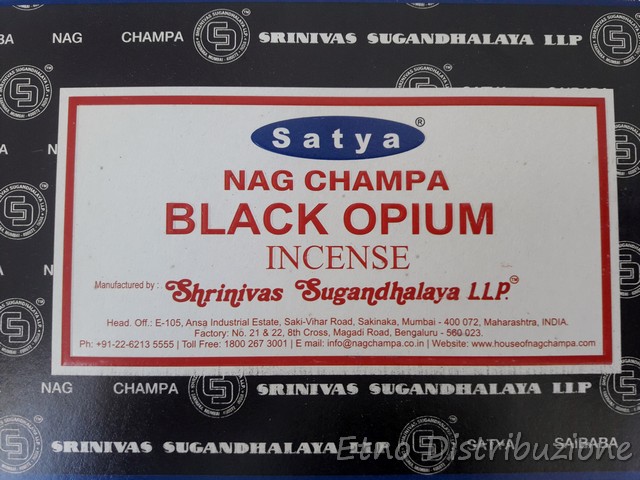 BA NAG CHAMPA SRINIVAS SUGANDHALAYA LLP
Satya®
NAG CHAMPA
BLACK OPIUM
INCENSE
Manufactured by : Shrinivas Sugandhalaya L.L.P.™
Head. Off.: E-105, Ansa Industrial Estate, Saki-Vihar Road, Sakinaka, Mumbai - 400 072, Maharashtra, INDIA.
Factory: No. 21 & 22, 8th Cross, Magadi Road, Bengaluru - 560 023.
Ph: +91-22-6213 5555 | Toll Free: 1800 267 3001 | E mail: info@nagchampa.co.in | Website: www.houseofnagchampa.com
NAG CHAMPA SRINIVAS SUGANDHALAYA LLP
SRINIVAS SUGANDHALAYA LLP SATYA SAIBABA
Etno Distribuzione